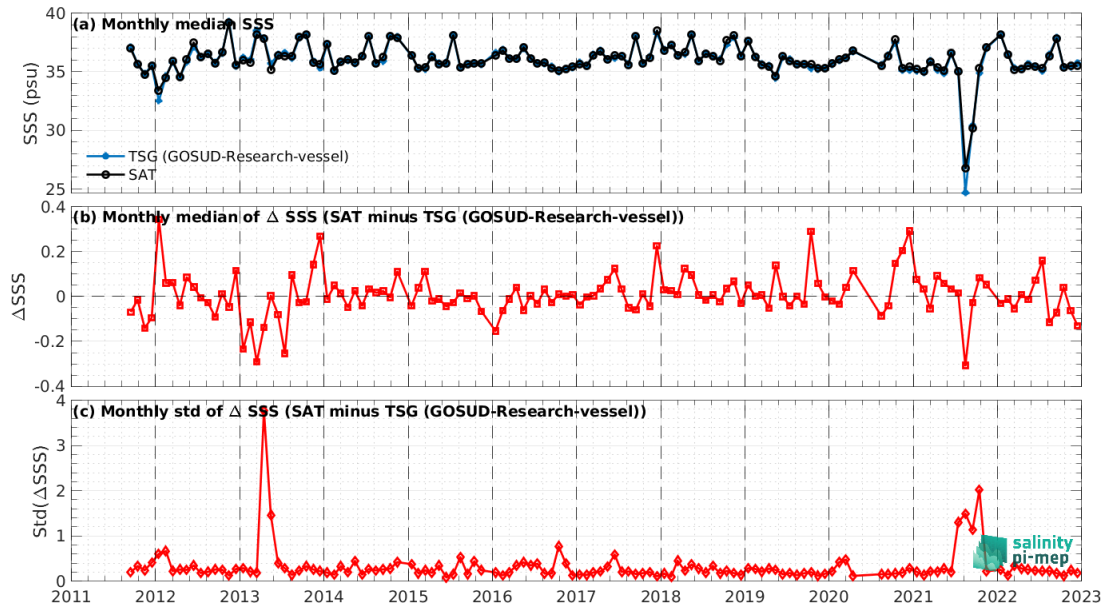 (a) Monthly median SSS
40
35
30
25
SSS (psu)
TSG (GOSUD-Research-vessel)
SAT
(b) Monthly median of Δ SSS (SAT minus TSG (GOSUD-Research-vessel))
0.4
0.2
0
-0.2
-0.4
ΔSSS
(c) Monthly std of Δ SSS (SAT minus TSG (GOSUD-Research-vessel))
4
3
2
1
0
Std(ΔSSS)
salinity
pi-mep
2011 2012 2013 2014 2015 2016 2017 2018 2019 2020 2021 2022 2023